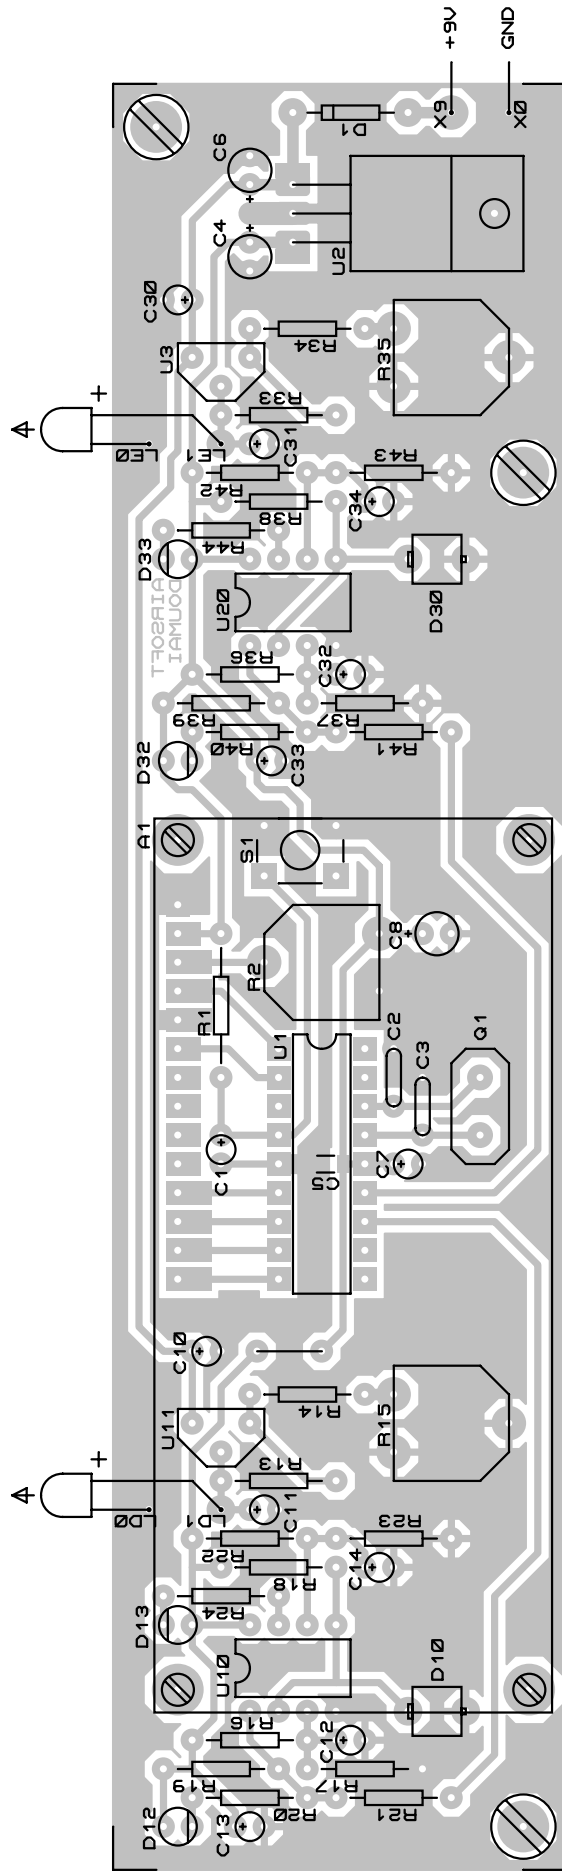 +9V
GND
X9
X0
D1
C6
C4
U2
C30
R34
R35
U3
R33
+
LE0
LE1
C31
R42
R43
R38
C34
R44
D33
U20
D30
AIRSOFT
DOUMAI
R36
C32
R39
R37
R40
R41
D32
C33
A1
S1
R2
C8
R1
U1
C2
C3
Q1
C1
C5
C7
C10
R14
R15
U11
R13
+
LD0
LD1
C11
R22
R23
R18
C14
R24
D13
U10
D10
R16
C12
R19
R17
R20
R21
D12
C13